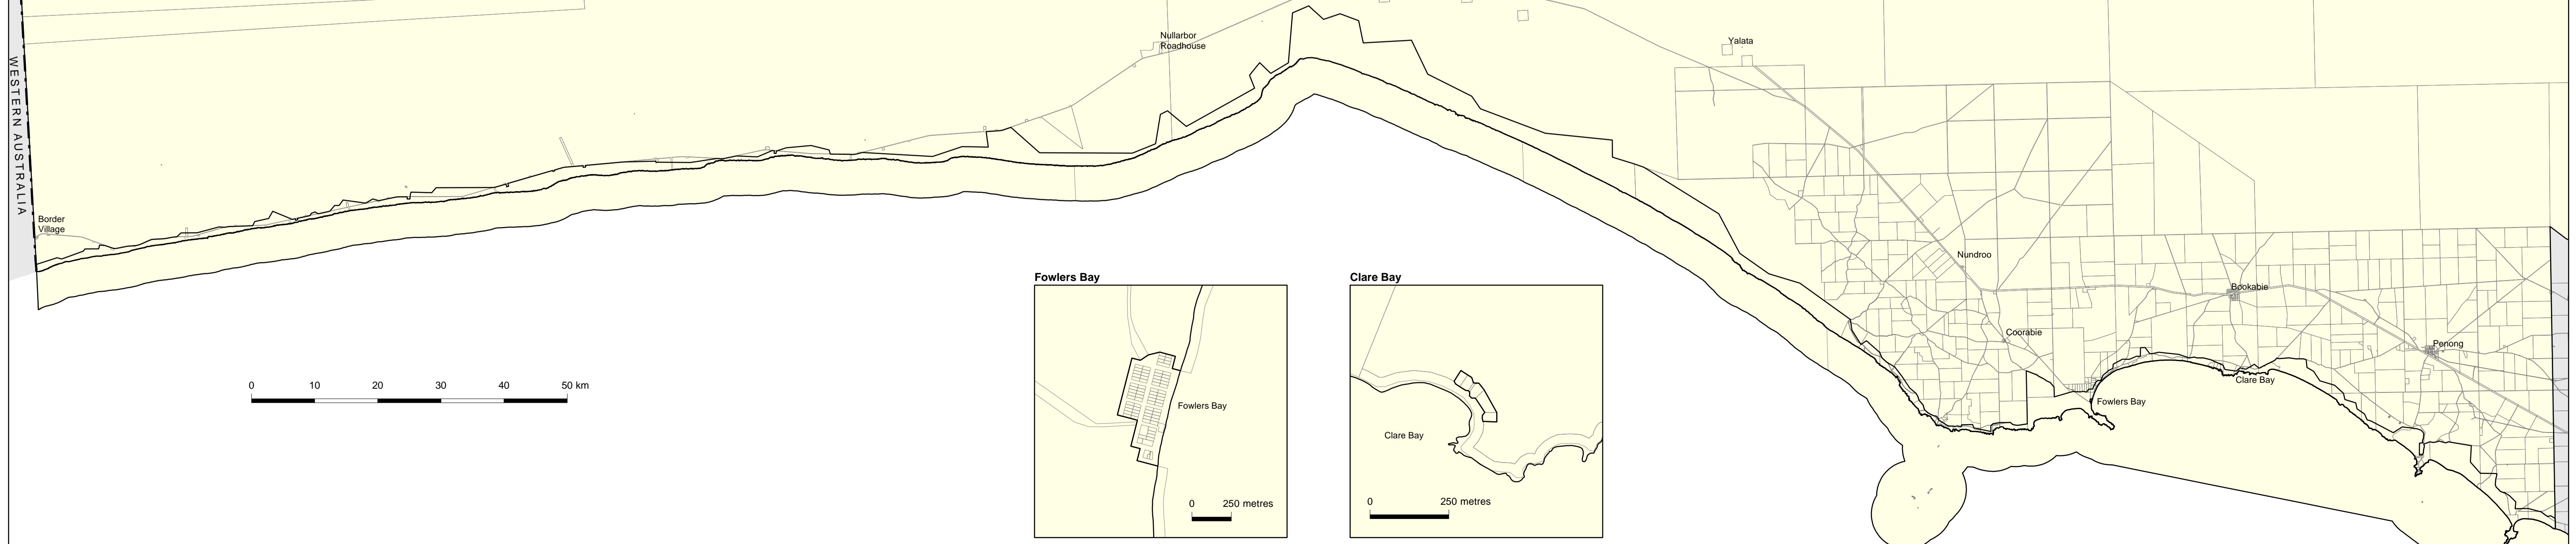 WESTERN AUSTRALIA
Nullarbor
Roadhouse
Yalata
Border
Village
Nundroo
Bookabie
Coorabie
Penong
Clare Bay
Fowlers Bay
0 10 20 30 40 50 km
Fowlers Bay
Fowlers Bay
0 250 metres
Clare Bay
Clare Bay
0 250 metres